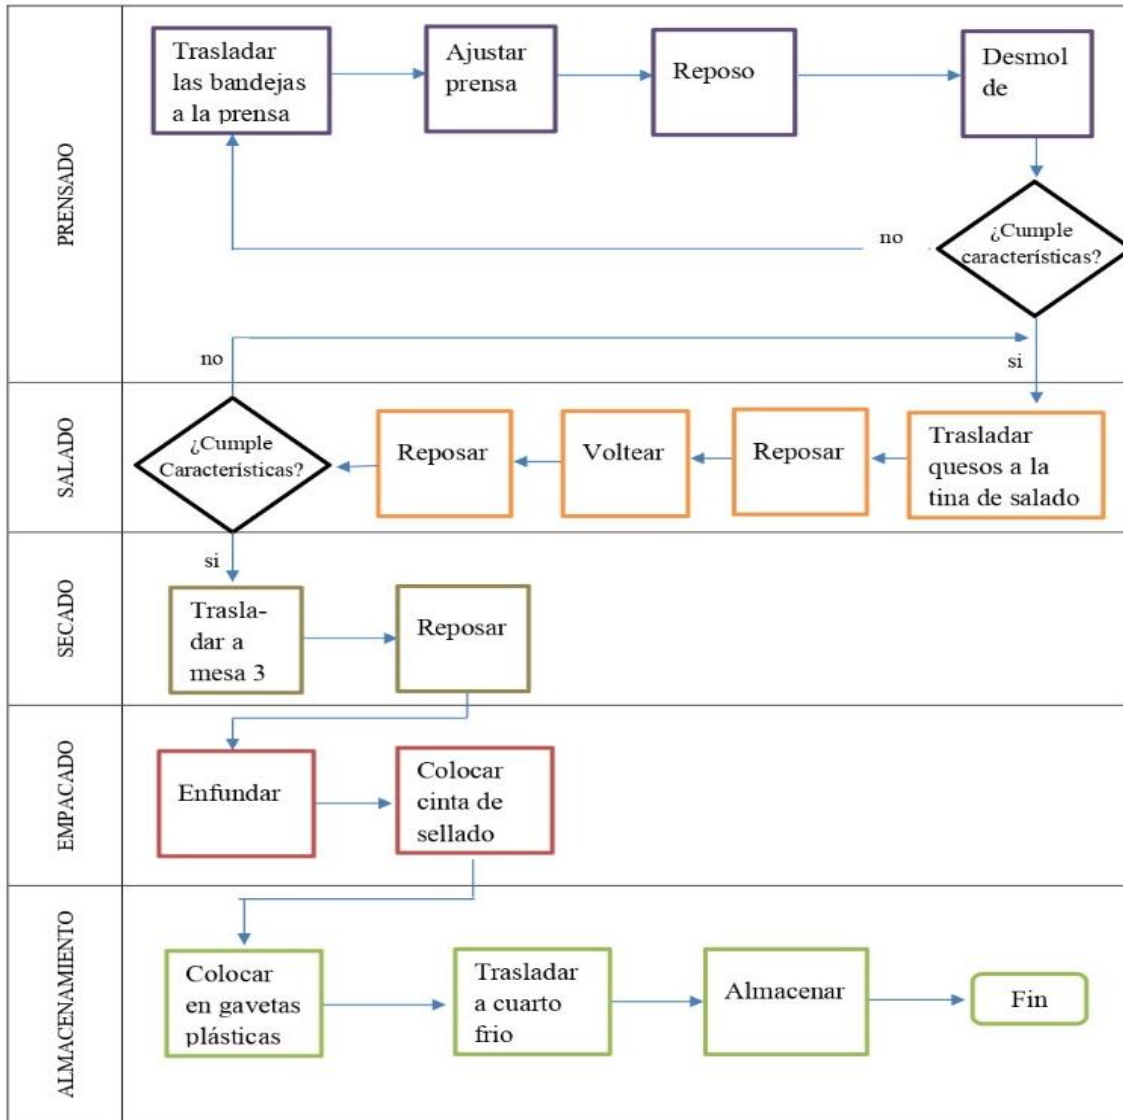 PRENSADO
Trasladar
las bandejas
a la prensa
Ajustar
prensa
Reposo
Desmol
de
¿Cumple
características?
no
si
SALADO
Trasladar
quesos a la
tina de salado
Reposar
Voltear
Reposar
¿Cumple
Características?
no
si
SECADO
Trasla-
dar a
mesa 3
Reposar
EMPACADO
Enfundar
Colocar
cinta de
sellado
ALMACENAMIENTO
Colocar
en gavetas
plásticas
Trasladar
a cuarto
frio
Almacenar
Fin